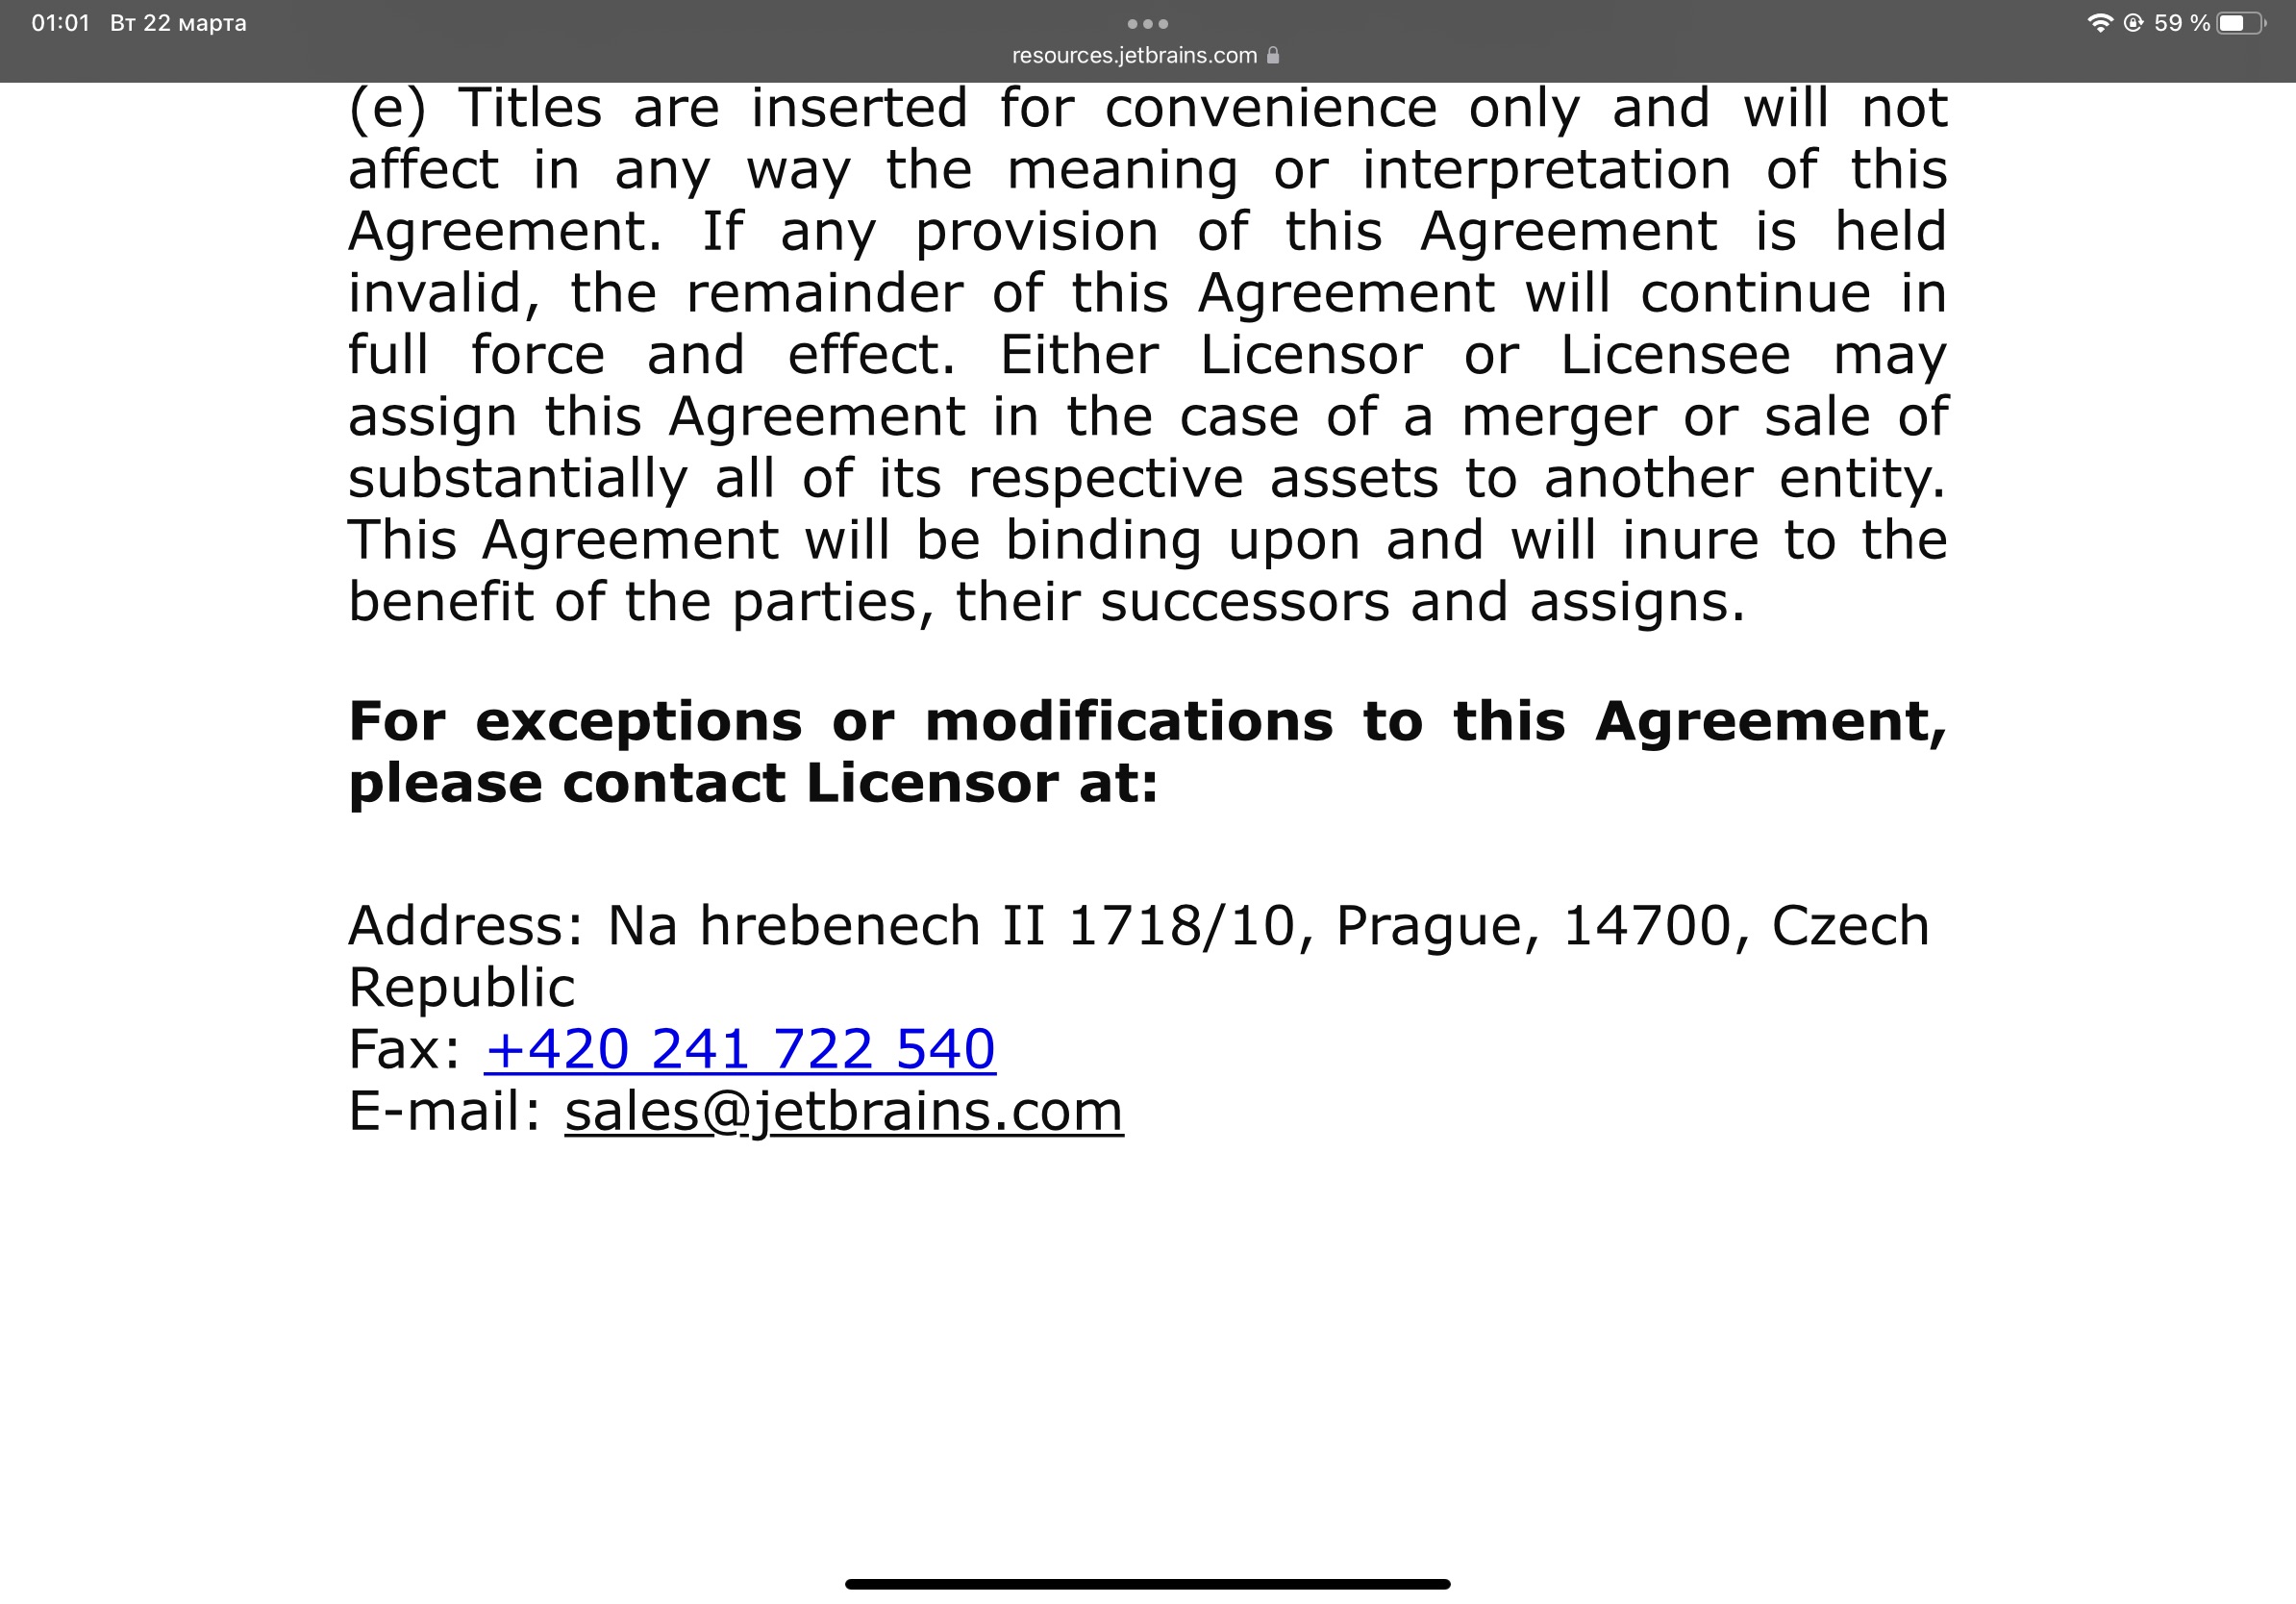 01:01 Вт 22 марта
59 %
resources.jetbrains.com
(e) Titles are inserted for convenience only and will not
affect in any way the meaning or interpretation of this
Agreement. If any provision of this Agreement is held
invalid, the remainder of this Agreement will continue in
full force and effect. Either Licensor or Licensee may
assign this Agreement in the case of a merger or sale of
substantially all of its respective assets to another entity.
This Agreement will be binding upon and will inure to the
benefit of the parties, their successors and assigns.
For exceptions or modifications to this Agreement,
please contact Licensor at:
Address: Na hrebenech II 1718/10, Prague, 14700, Czech
Republic
Fax: +420 241 722 540
E-mail: sales@jetbrains.com